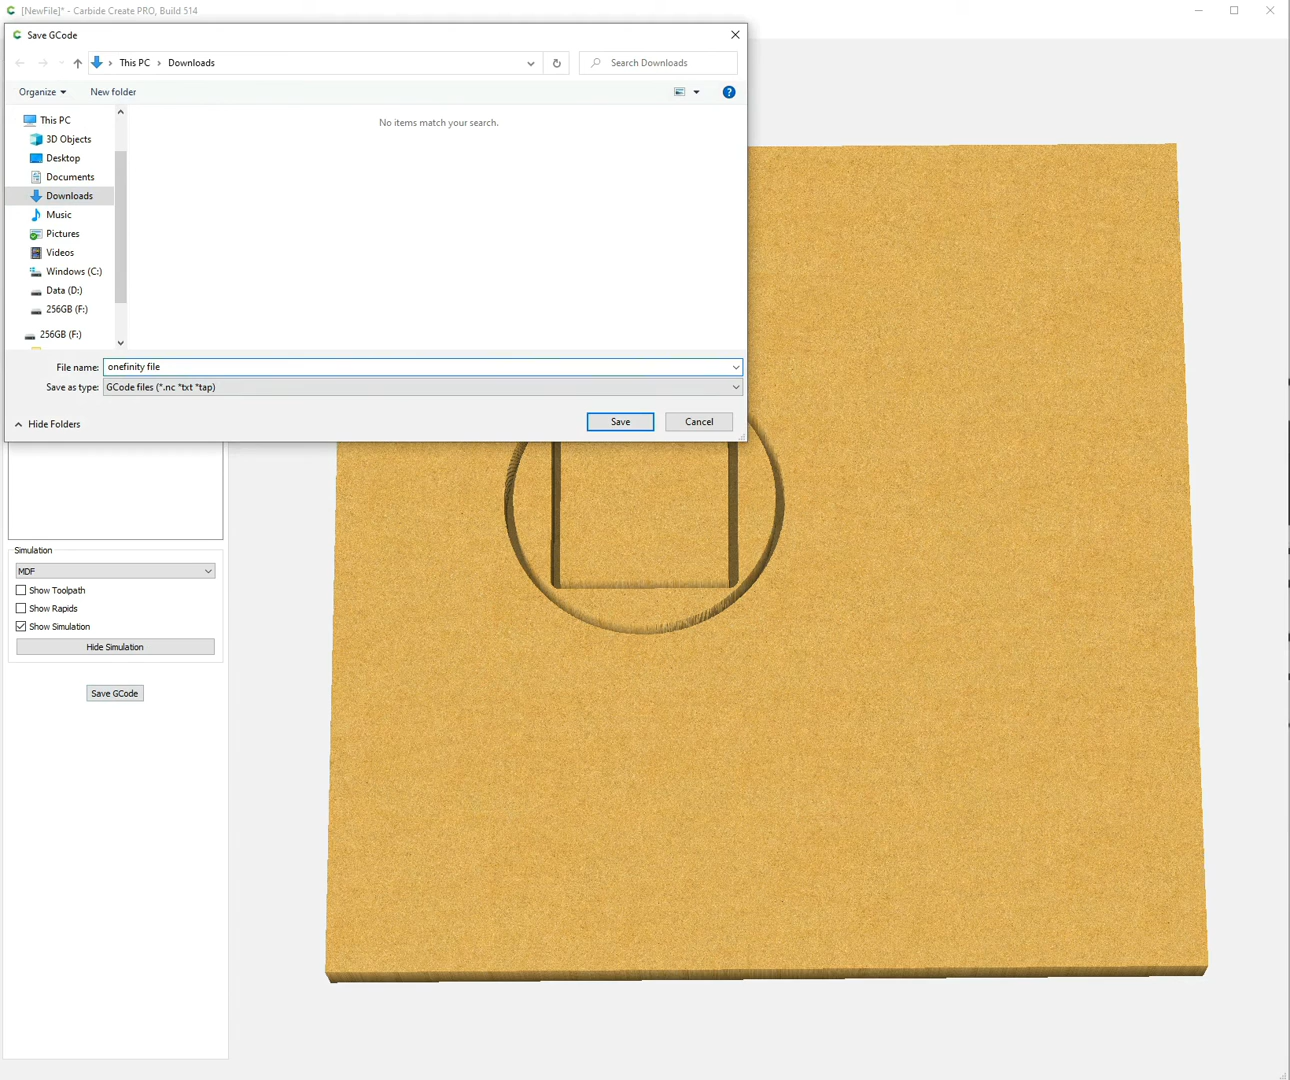 [NewFile]* - Carbide Create PRO, Build 514
Save GCode
This PC
Downloads
Search Downloads
Organize
New folder
?
This PC
3D Objects
Desktop
Documents
Downloads
Music
Pictures
Videos
Windows (C:)
Data (D:)
256GB (F:)
256GB (F:)
No items match your search.
File name: onefinity file
Save as type: GCode files (*.nc *txt *tap)
Hide Folders
Save
Cancel
Simulation
MDF
Show Toolpath
Show Rapids
Show Simulation
Hide Simulation
Save GCode